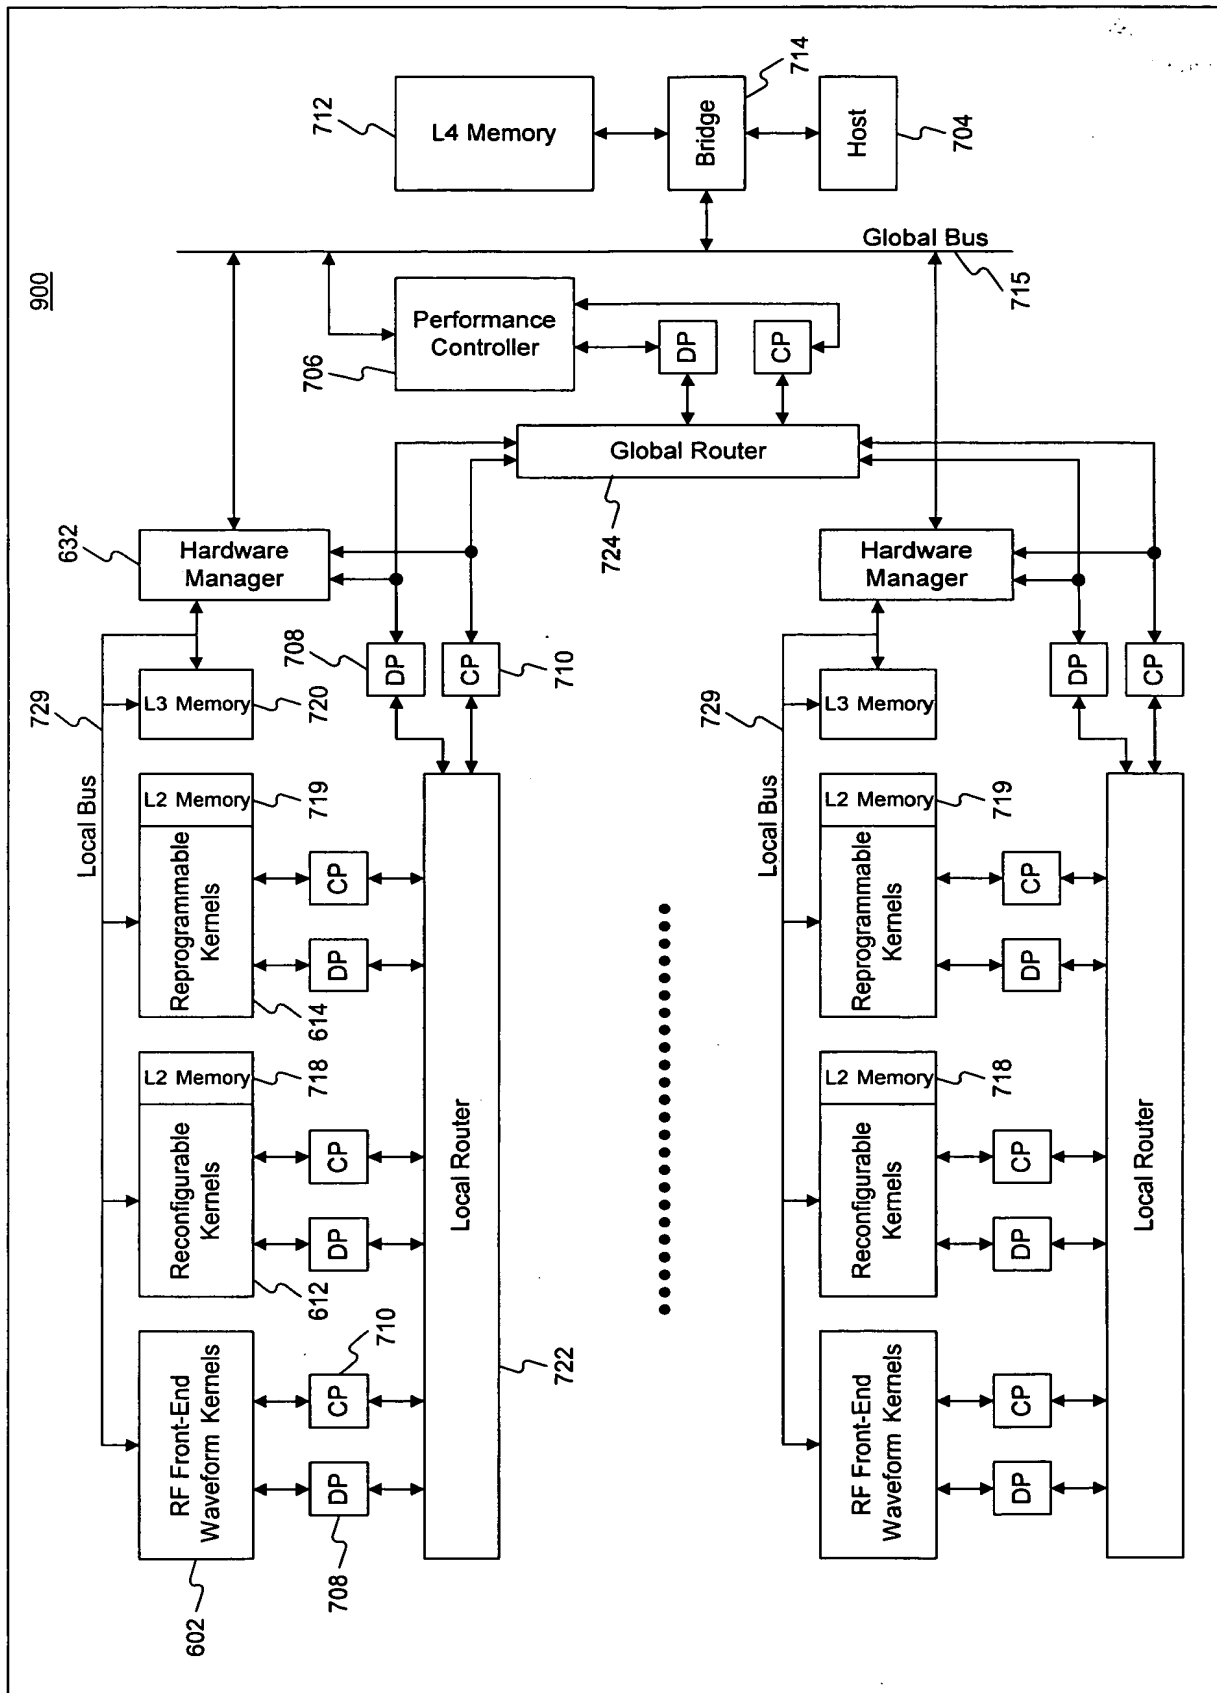 900
712
L4 Memory
714
Bridge
Host
704
Global Bus
715
Performance
Controller
706
DP
CP
Global Router
724
632
Hardware
Manager
708
DP
CP
710
L3 Memory
720
729
Local Bus
L2 Memory
719
Reprogrammable
Kernels
614
CP
DP
L2 Memory
718
Reconfigurable
Kernels
612
CP
DP
RF Front-End
Waveform Kernels
602
CP
710
DP
708
Local Router
722
Hardware
Manager
DP
CP
L3 Memory
729
Local Bus
L2 Memory
719
Reprogrammable
Kernels
CP
DP
L2 Memory
718
Reconfigurable
Kernels
CP
DP
RF Front-End
Waveform Kernels
CP
DP
Local Router